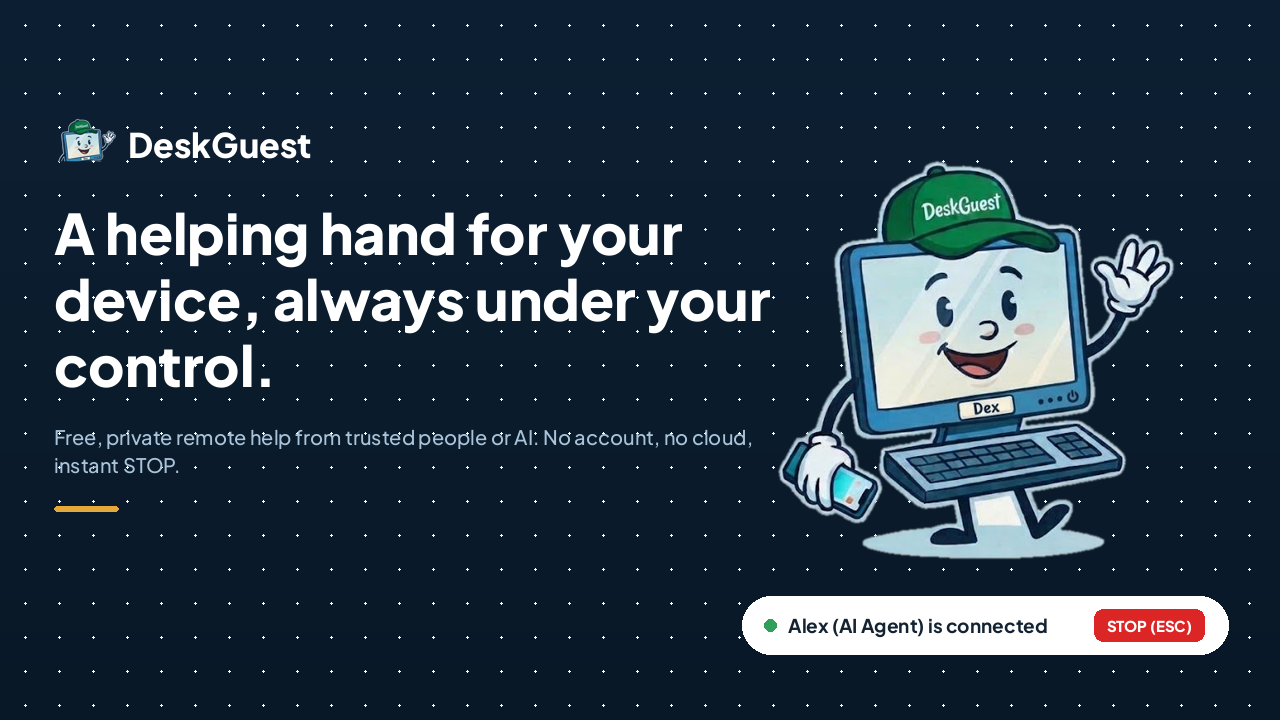 DeskGuest
A helping hand for your
device, always under your
control.
Free, private remote help from trusted people or AI. No account, no cloud,
instant STOP.
DeskGuest
Dex
Alex (AI Agent) is connected
STOP (ESC)